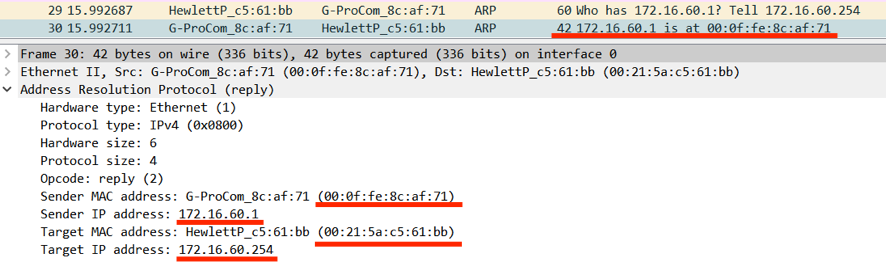 29 15.992687 HewlettP_c5:61:bb G-ProCom_8c:af:71 ARP 60 Who has 172.16.60.1? Tell 172.16.60.254
30 15.992711 G-ProCom_8c:af:71 HewlettP_c5:61:bb ARP 42 172.16.60.1 is at 00:0f:fe:8c:af:71
Frame 30: 42 bytes on wire (336 bits), 42 bytes captured (336 bits) on interface 0
Ethernet II, Src: G-ProCom_8c:af:71 (00:0f:fe:8c:af:71), Dst: HewlettP_c5:61:bb (00:21:5a:c5:61:bb)
Address Resolution Protocol (reply)
Hardware type: Ethernet (1)
Protocol type: IPv4 (0x0800)
Hardware size: 6
Protocol size: 4
Opcode: reply (2)
Sender MAC address: G-ProCom_8c:af:71 (00:0f:fe:8c:af:71)
Sender IP address: 172.16.60.1
Target MAC address: HewlettP_c5:61:bb (00:21:5a:c5:61:bb)
Target IP address: 172.16.60.254